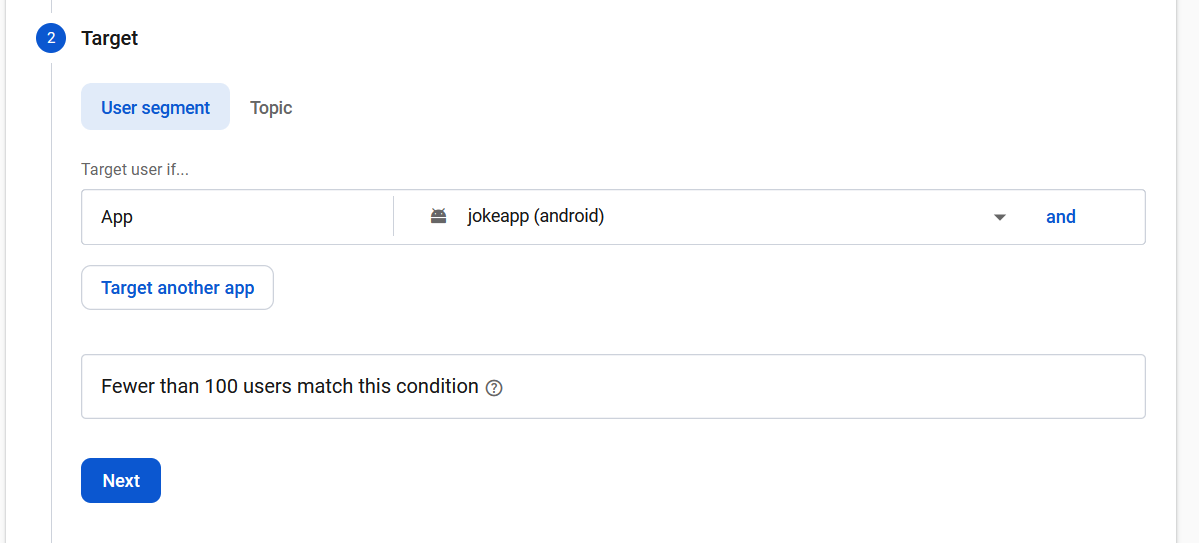 2 Target
User segment Topic
Target user if...
App jokeapp (android) and
Target another app
Fewer than 100 users match this condition ?
Next